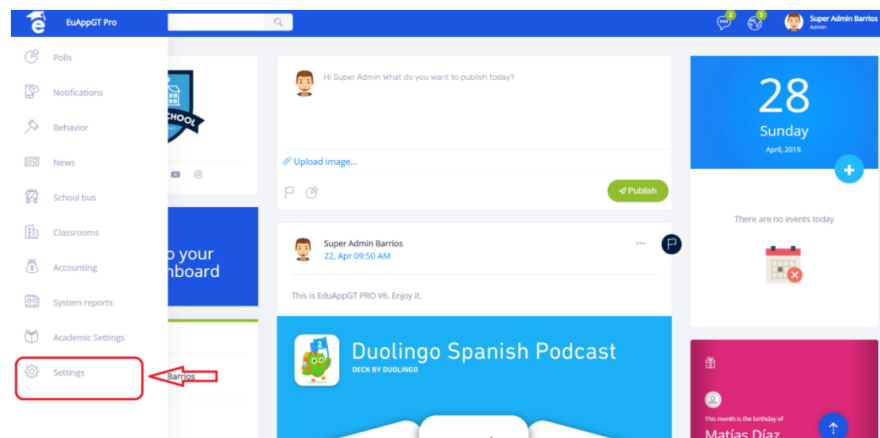 EuAppGT Pro
2
Super Admin Barrios
Admin
Polls
Notifications
Behavior
News
School bus
Classrooms
Accounting
System reports
Academic Settings
Settings
CHOOL
o your
hboard
Barrios
Hi Super Admin What do you want to publish today?
Upload image...
Publish
Super Admin Barrios
22, Apr 09:50 AM
This is EduAppGT PRO V6. Enjoy it.
Duolingo Spanish Podcast
DECK BY DUOLINGO
28
Sunday
April, 2019.
+
There are no events today
This month is the birthday of
Matías Díaz